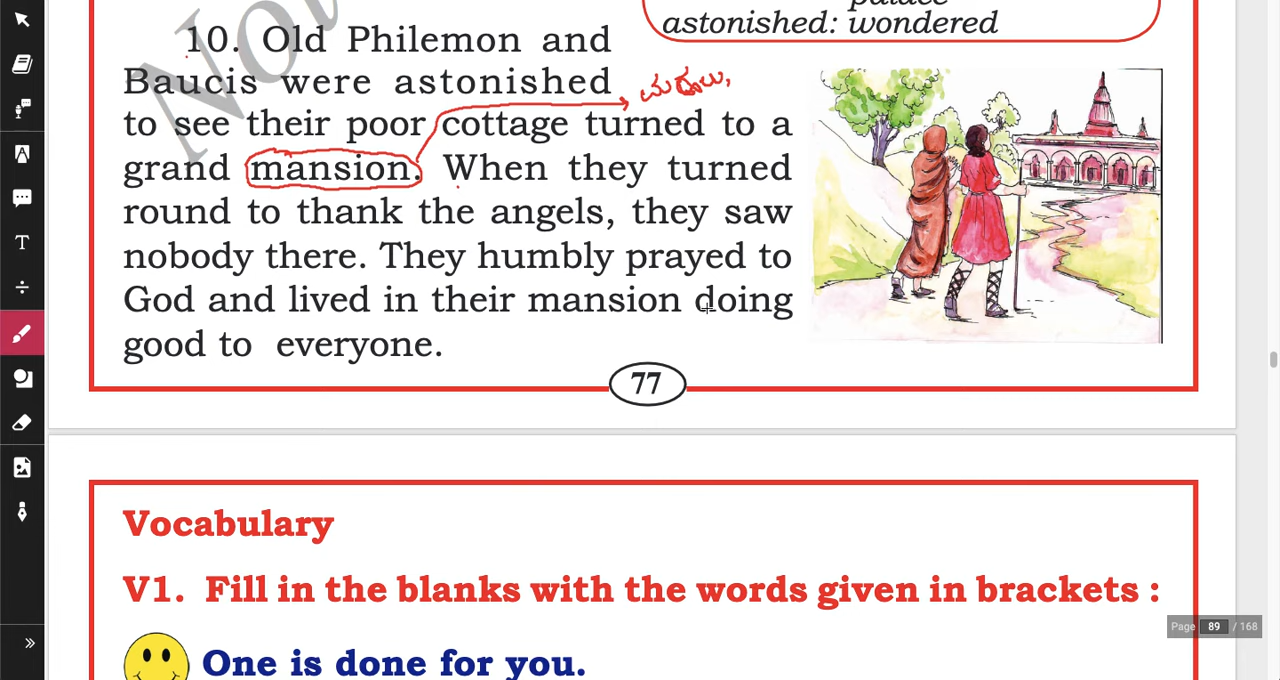 palace
astonished: wondered
Not
10. Old Philemon and
Baucis were astonished
to see their poor cottage turned to a
grand mansion. When they turned
round to thank the angels, they saw
nobody there. They humbly prayed to
God and lived in their mansion doing
good to everyone.
77
Vocabulary
V1. Fill in the blanks with the words given in brackets :
One is done for you.
Page 89 / 168